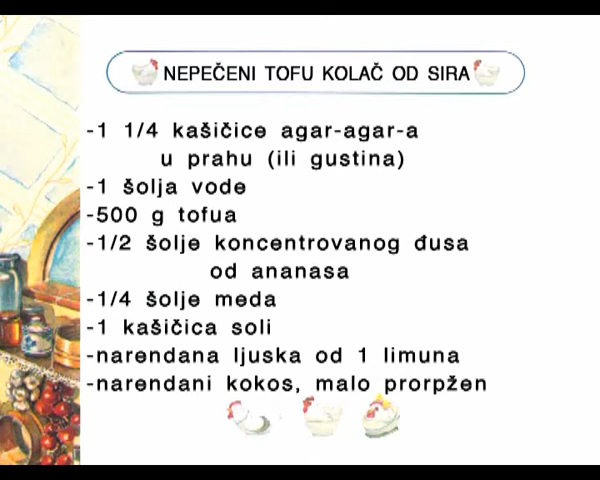 NEPEČENI TOFU KOLAČ OD SIRA
-1 1/4 kašičice agar-agar-a
u prahu (ili gustina)
-1 šolja vode
-500 g tofua
-1/2 šolje koncentrovanog đusa
od ananasa
-1/4 šolje meda
-1 kašičica soli
-narendana ljuska od 1 limuna
-narendani kokos, malo prorpžen